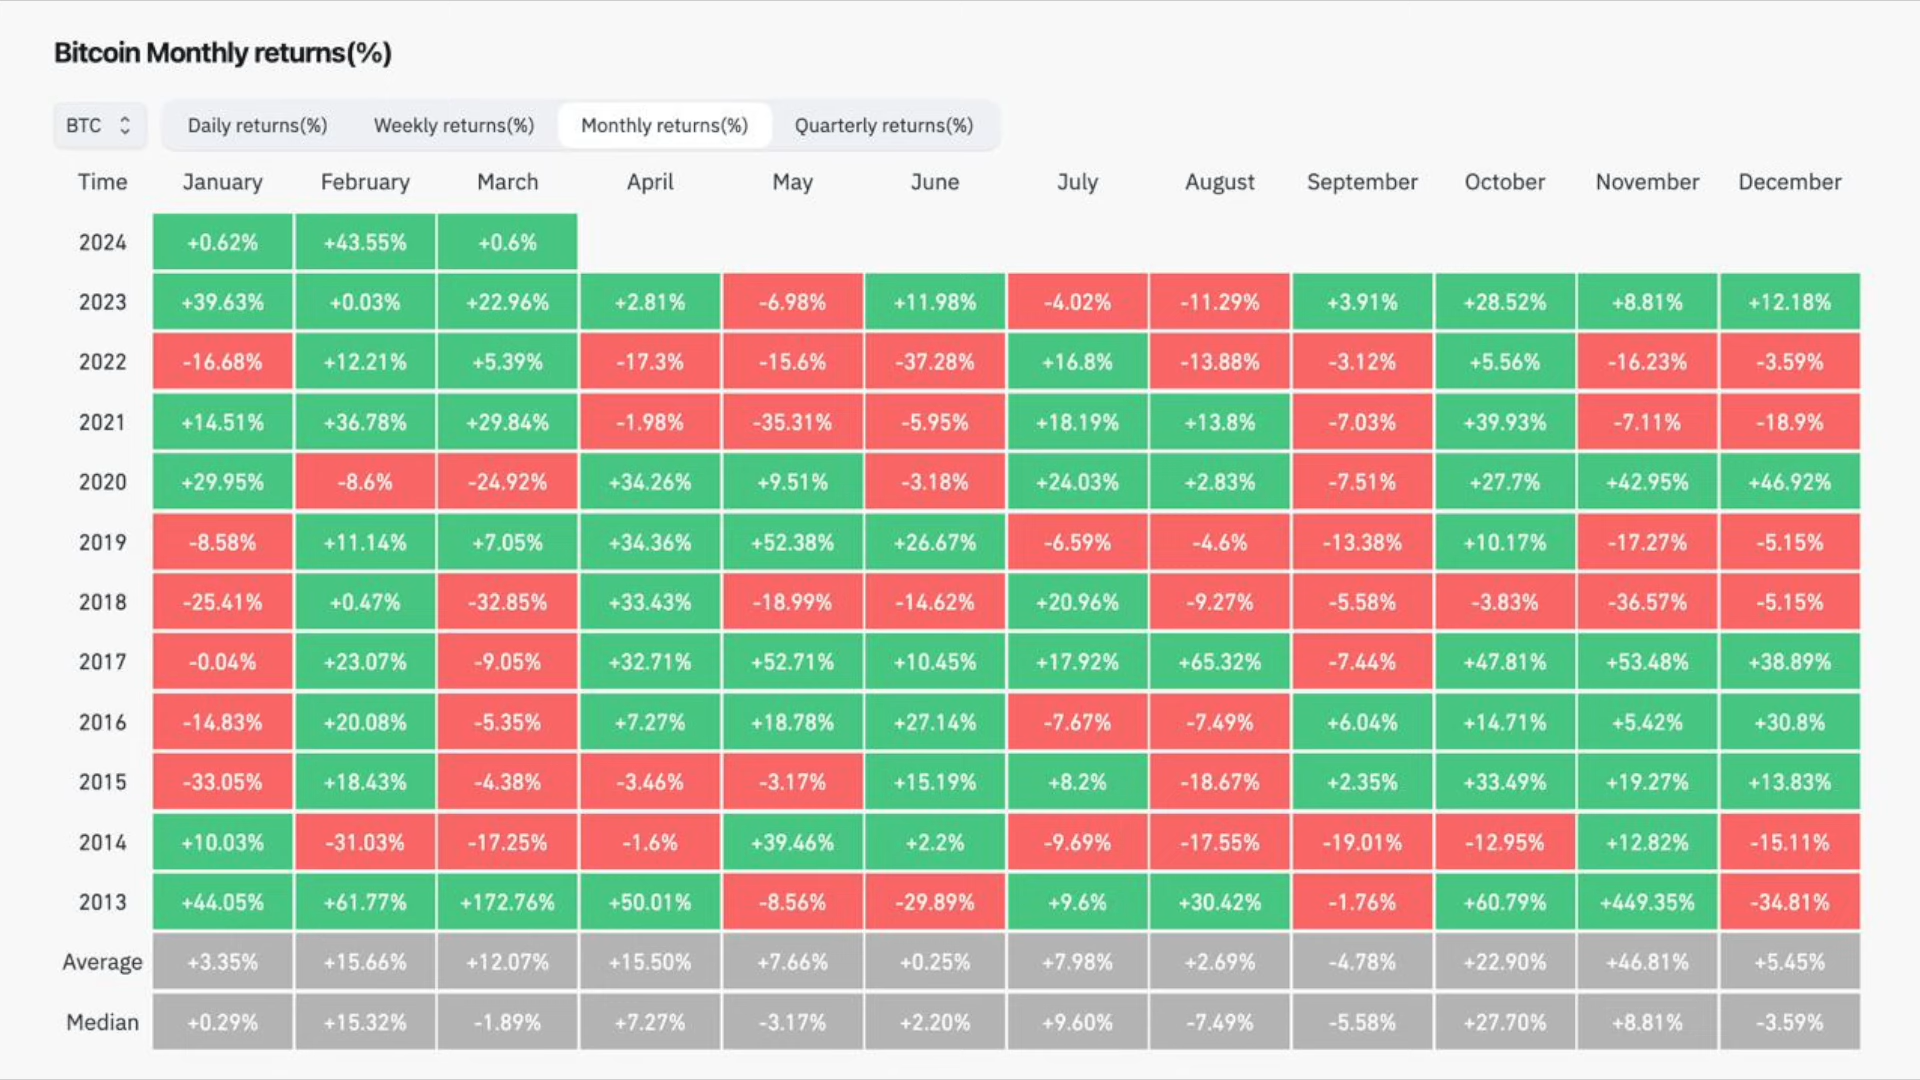 Bitcoin Monthly returns(%)
BTC Daily returns(%) Weekly returns(%) Monthly returns(%) Quarterly returns(%)
Time January February March April May June July August September October November December
2024 +0.62% +43.55% +0.6%
2023 +39.63% +0.03% +22.96% +2.81% -6.98% +11.98% -4.02% -11.29% +3.91% +28.52% +8.81% +12.18%
2022 -16.68% +12.21% +5.39% -17.3% -15.6% -37.28% +16.8% -13.88% -3.12% +5.56% -16.23% -3.59%
2021 +14.51% +36.78% +29.84% -1.98% -35.31% -5.95% +18.19% +13.8% -7.03% +39.93% -7.11% -18.9%
2020 +29.95% -8.6% -24.92% +34.26% +9.51% -3.18% +24.03% +2.83% -7.51% +27.7% +42.95% +46.92%
2019 -8.58% +11.14% +7.05% +34.36% +52.38% +26.67% -6.59% -4.6% -13.38% +10.17% -17.27% -5.15%
2018 -25.41% +0.47% -32.85% +33.43% -18.99% -14.62% +20.96% -9.27% -5.58% -3.83% -36.57% -5.15%
2017 -0.04% +23.07% -9.05% +32.71% +52.71% +10.45% +17.92% +65.32% -7.44% +47.81% +53.48% +38.89%
2016 -14.83% +20.08% -5.35% +7.27% +18.78% +27.14% -7.67% -7.49% +6.04% +14.71% +5.42% +30.8%
2015 -33.05% +18.43% -4.38% -3.46% -3.17% +15.19% +8.2% -18.67% +2.35% +33.49% +19.27% +13.83%
2014 +10.03% -31.03% -17.25% -1.6% +39.46% +2.2% -9.69% -17.55% -19.01% -12.95% +12.82% -15.11%
2013 +44.05% +61.77% +172.76% +50.01% -8.56% -29.89% +9.6% +30.42% -1.76% +60.79% +449.35% -34.81%
Average +3.35% +15.66% +12.07% +15.50% +7.66% +0.25% +7.98% +2.69% -4.78% +22.90% +46.81% +5.45%
Median +0.29% +15.32% -1.89% +7.27% -3.17% +2.20% +9.60% -7.49% -5.58% +27.70% +8.81% -3.59%